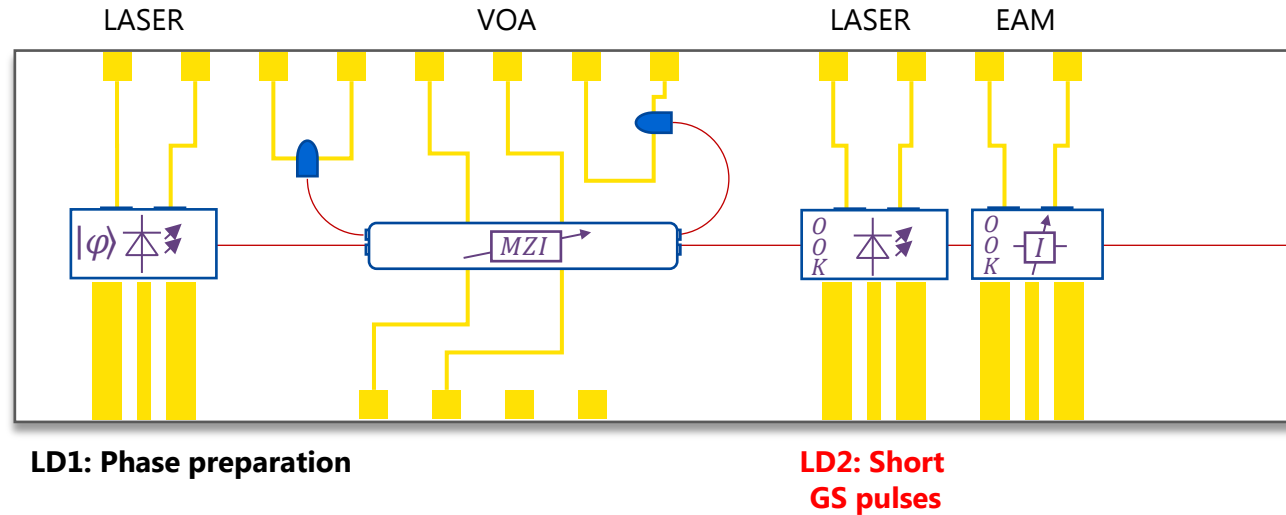 LASER VOA LASER EAM
|φ⟩
MZI
O
O
K
O
O
K
I
LD1: Phase preparation
LD2: Short
GS pulses